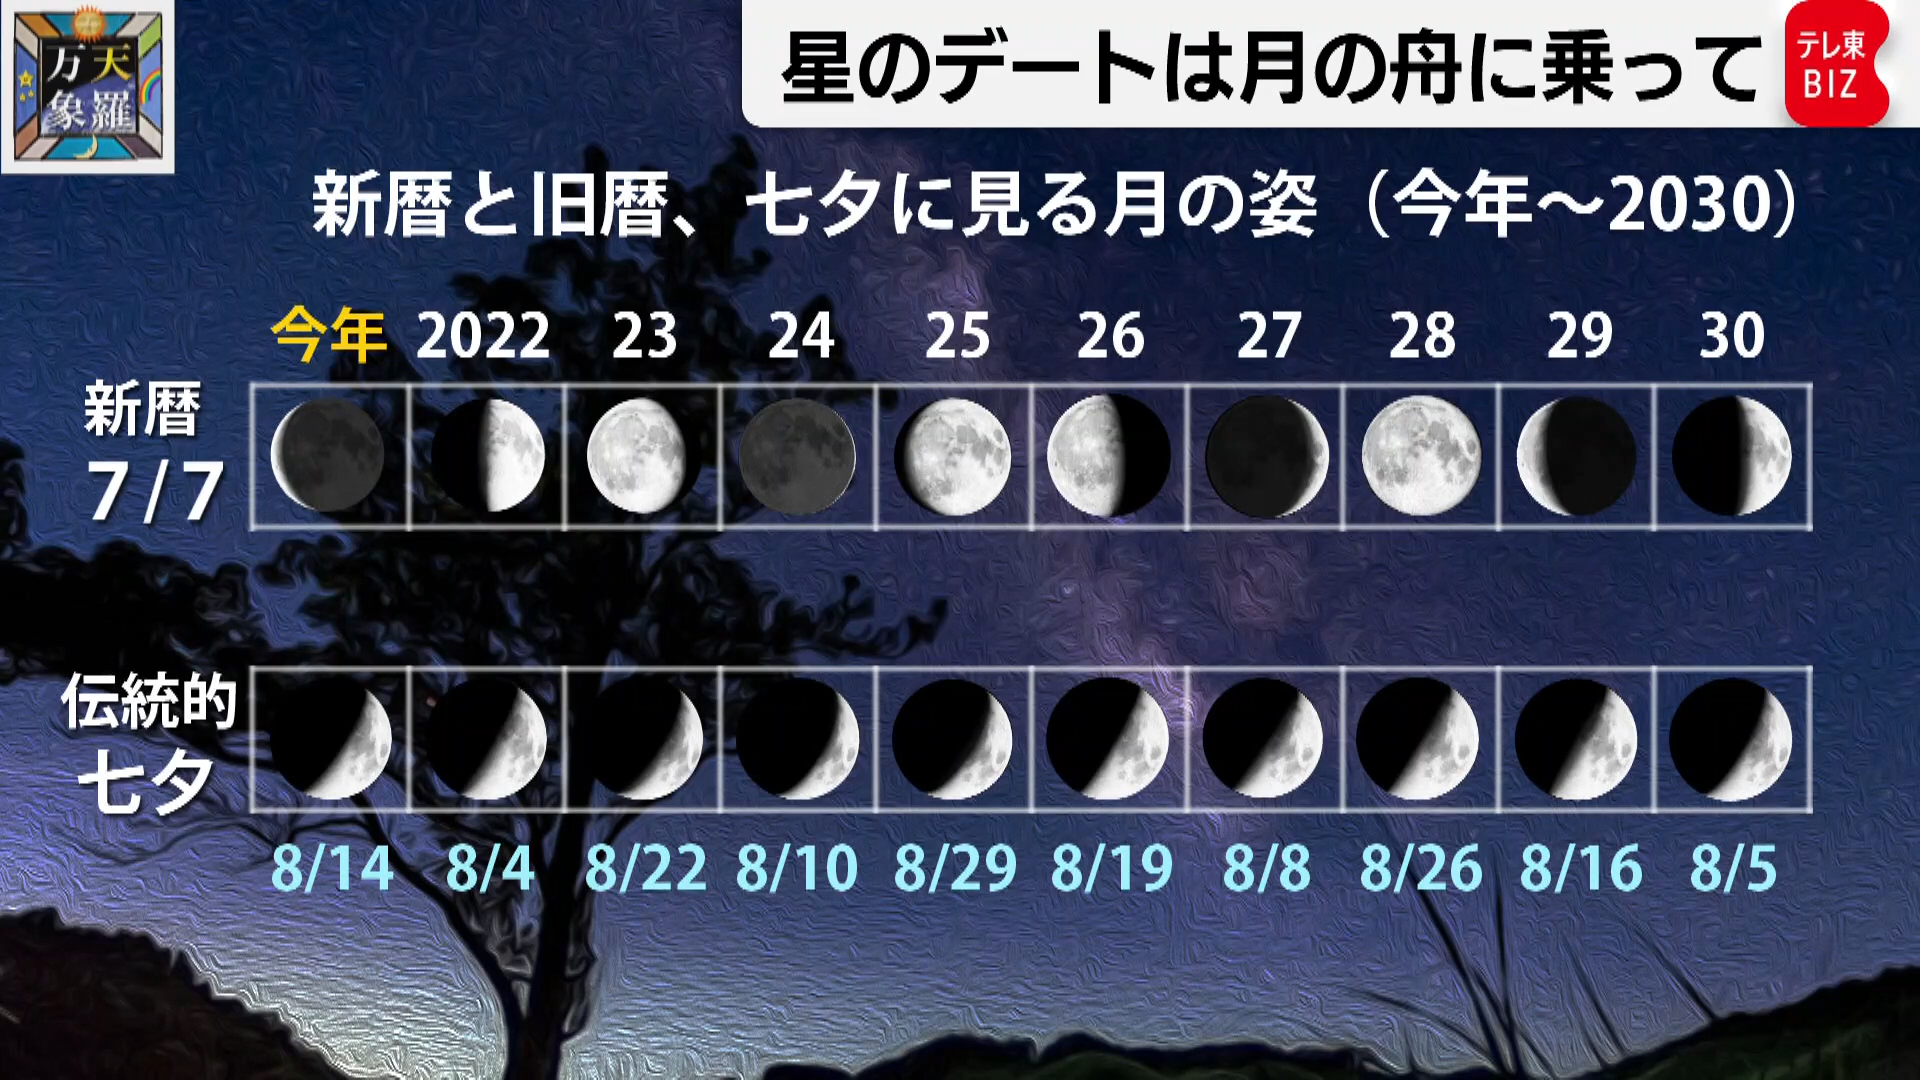 天羅
万象
星のデートは月の舟に乗って
テレ東
BIZ
新暦と旧暦、七夕に見る月の姿（今年～2030）
今年 2022 23 24 25 26 27 28 29 30
新暦
7/7
伝統的
七夕
8/14 8/4 8/22 8/10 8/29 8/19 8/8 8/26 8/16 8/5